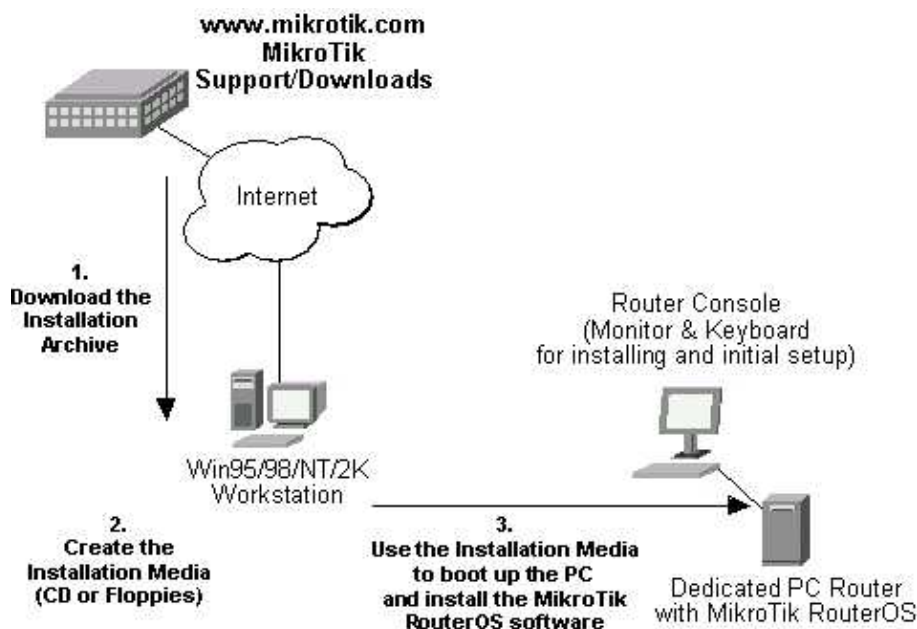 www.mikrotik.com
MikroTik
Support/Downloads
Internet
1.
Download the
Installation
Archive
Router Console
(Monitor & Keyboard
for installing and initial setup)
Win95/98/NT/2K
Workstation
2.
Create the
Installation Media
(CD or Floppies)
3.
Use the Installation Media
to boot up the PC
and install the MikroTik
RouterOS software
Dedicated PC Router
with MikroTik RouterOS